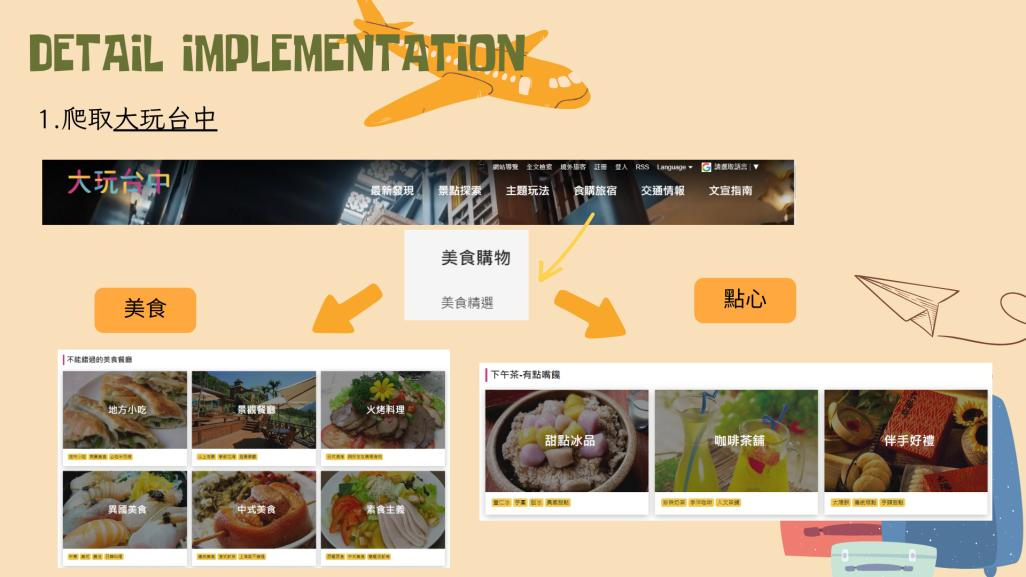 DETAIL IMPLEMENTATION
1.爬取大玩台中
網站導覽 全文檢索 境外旅客 註冊 登入 RSS Language 請選取語言 ▼
大玩台中
最新發現 景點探索 主題玩法 食購旅宿 交通情報 文宣指南
美食購物
美食精選
美食
點心
不能錯過的美食餐廳
地方小吃 景觀餐廳 火烤料理
異國美食 中式美食 素食主義
下午茶-有點嘴饞
甜點冰品 咖啡茶舖 伴手好禮